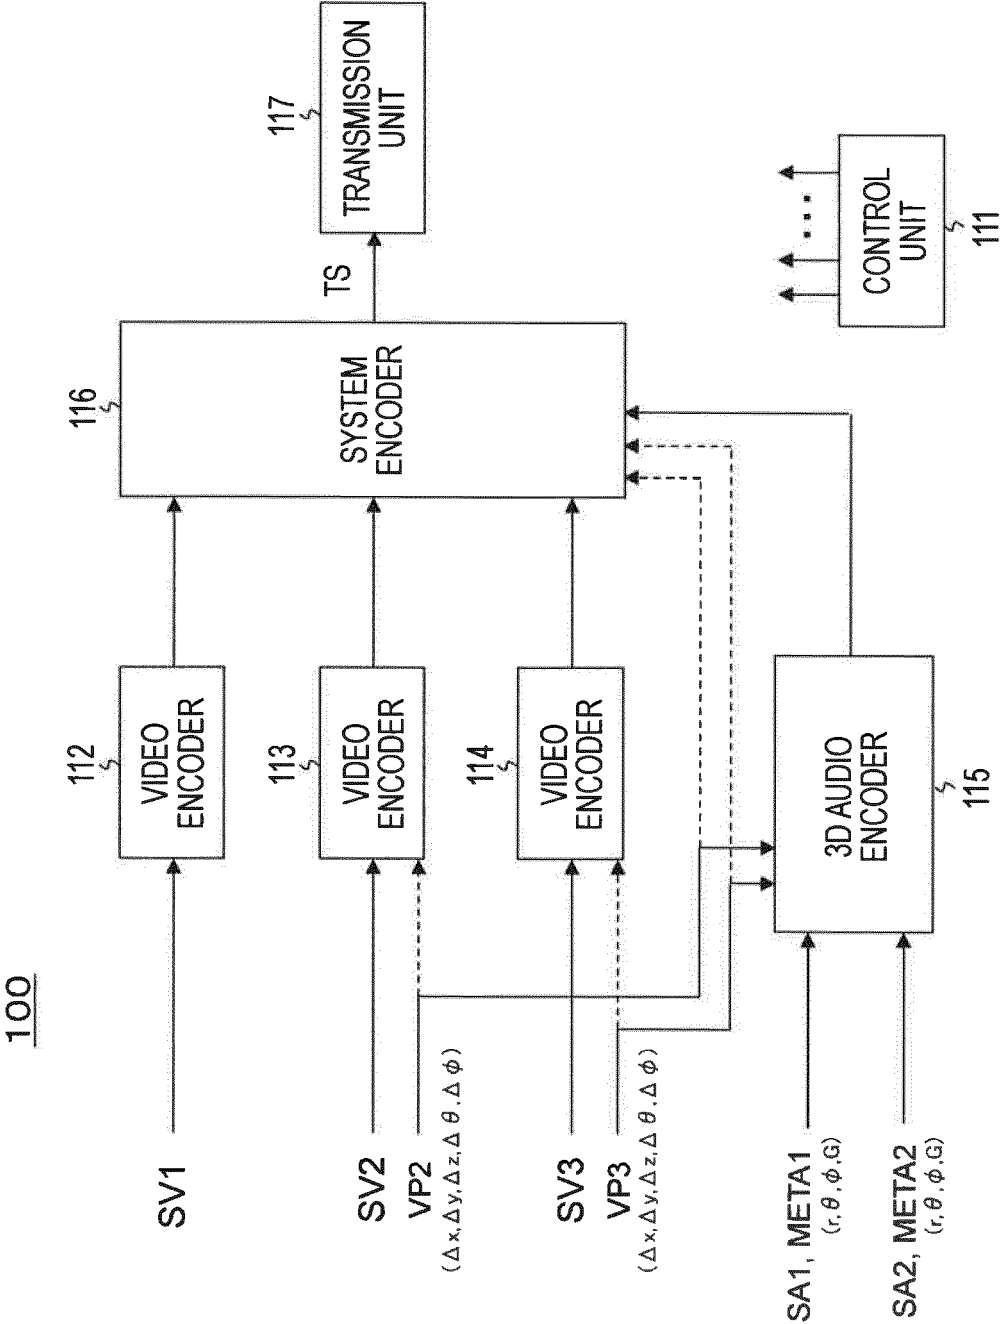 100
SV1
112
VIDEO
ENCODER
SV2
VP2
(Δx,Δy,Δz,Δθ,Δϕ)
113
VIDEO
ENCODER
SV3
VP3
(Δx,Δy,Δz,Δθ,Δϕ)
114
VIDEO
ENCODER
SA1, META1
(r,θ,ϕ,G)
SA2, META2
(r,θ,ϕ,G)
3D AUDIO
ENCODER
115
116
SYSTEM
ENCODER
TS
117
TRANSMISSION
UNIT
CONTROL
UNIT
111